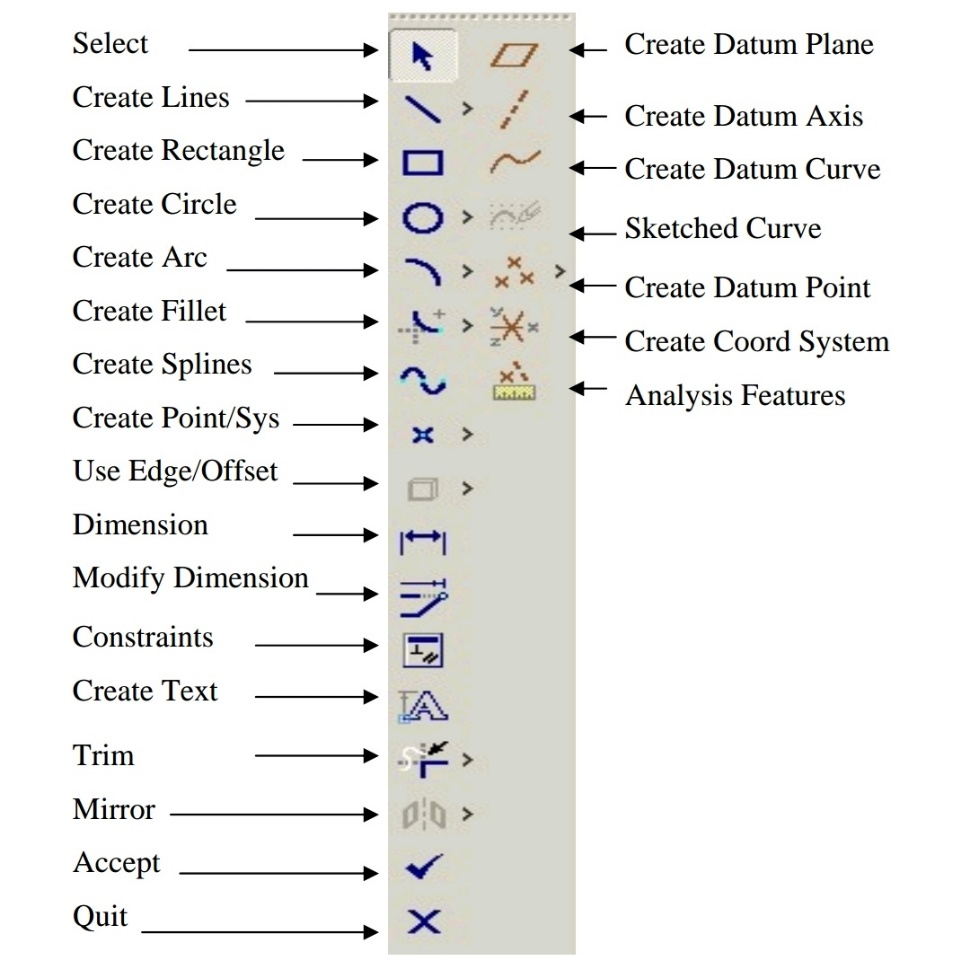 Select
Create Lines
Create Rectangle
Create Circle
Create Arc
Create Fillet
Create Splines
Create Point/Sys
Use Edge/Offset
Dimension
Modify Dimension
Constraints
Create Text
Trim
Mirror
Accept
Quit
Create Datum Plane
Create Datum Axis
Create Datum Curve
Sketched Curve
Create Datum Point
Create Coord System
Analysis Features